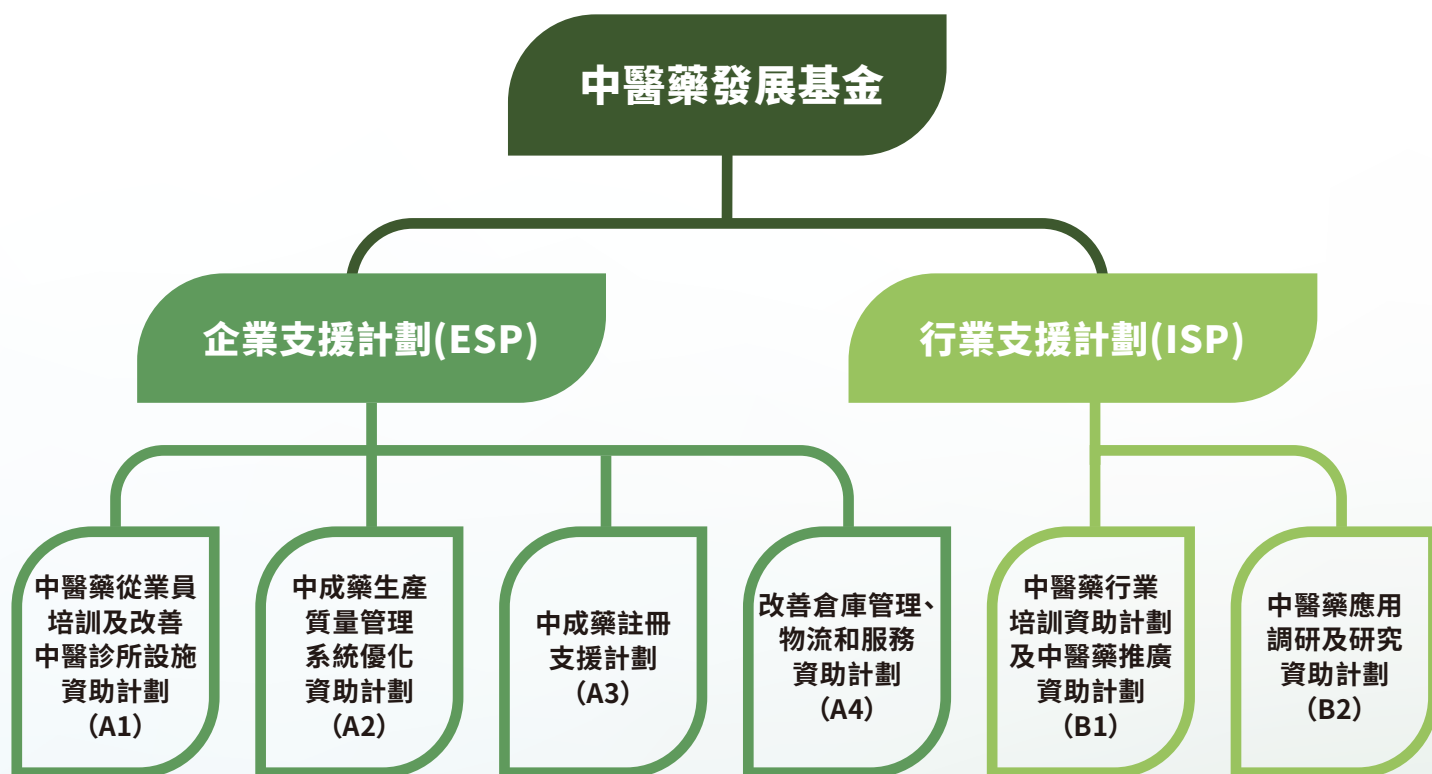 中醫藥發展基金
企業支援計劃(ESP)
行業支援計劃(ISP)
中醫藥從業員
培訓及改善
中醫診所設施
資助計劃
（A1）
中成藥生產
質量管理
系統優化
資助計劃
（A2）
中成藥註冊
支援計劃
（A3）
改善倉庫管理、
物流和服務
資助計劃
（A4）
中醫藥行業
培訓資助計劃
及中醫藥推廣
資助計劃
（B1）
中醫藥應用
調研及研究
資助計劃
（B2）